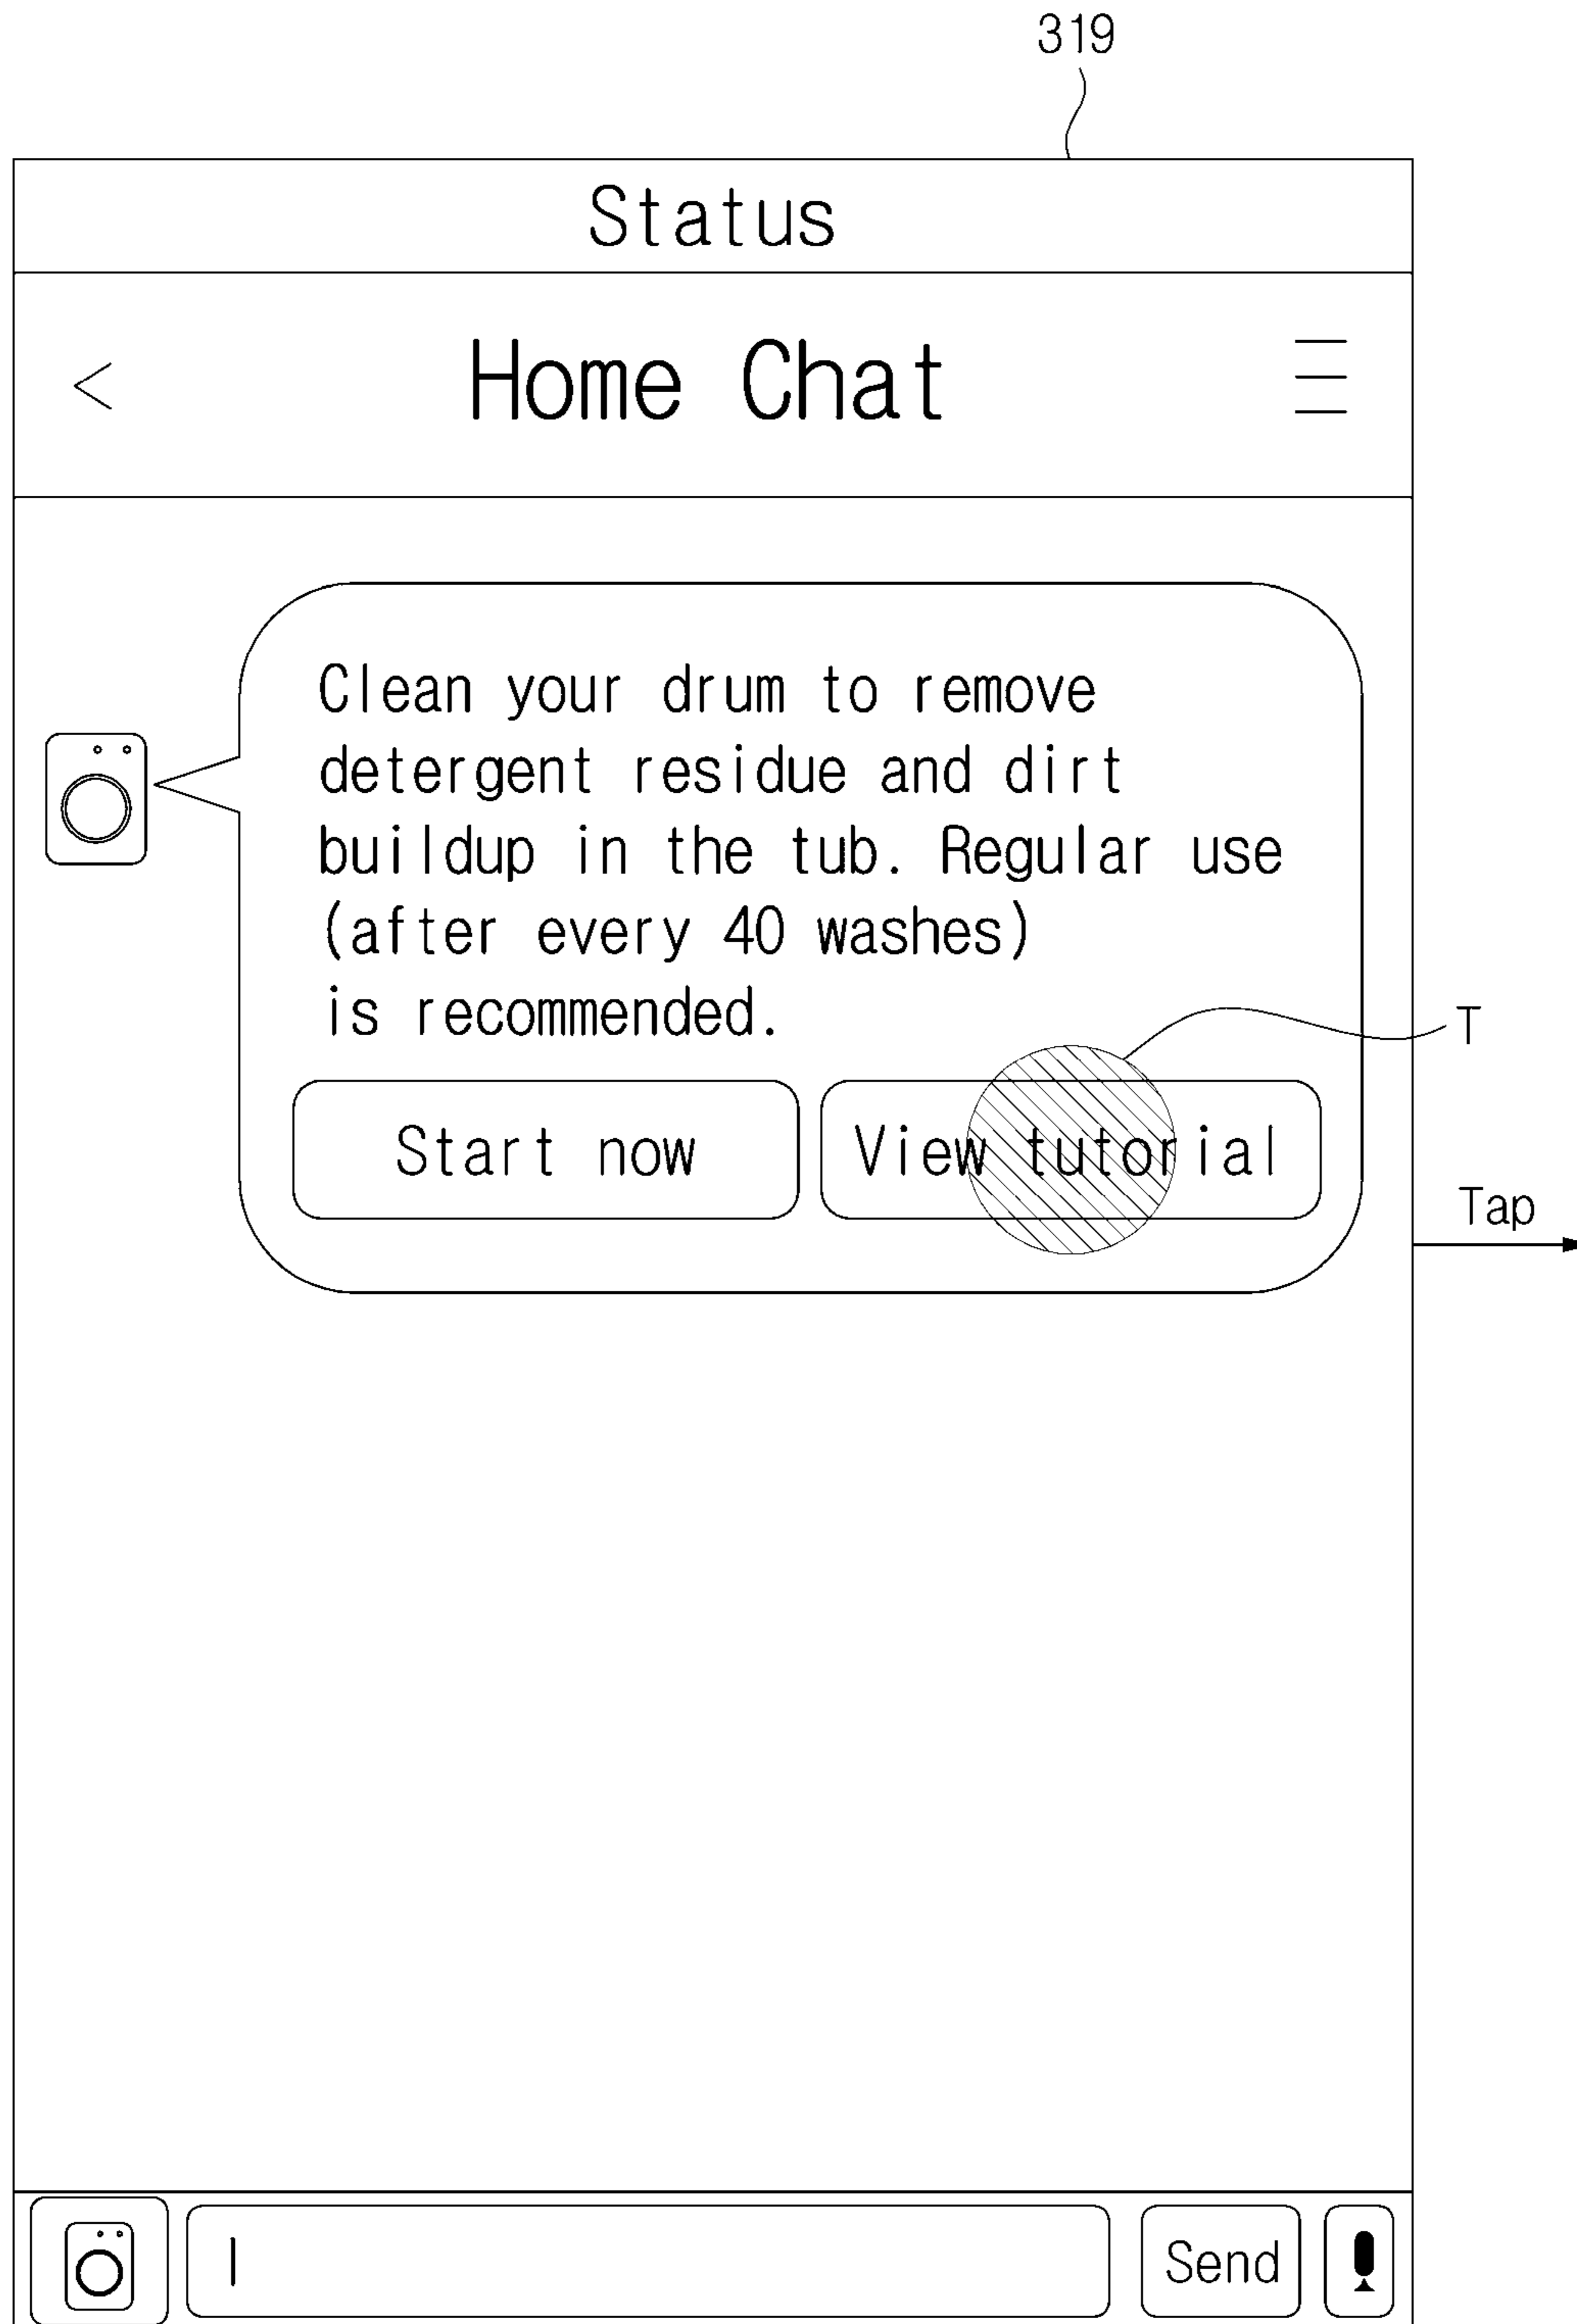 319
Status
< Home Chat
Clean your drum to remove
detergent residue and dirt
buildup in the tub. Regular use
(after every 40 washes)
is recommended.
T
Start now View tutorial
Tap
Send